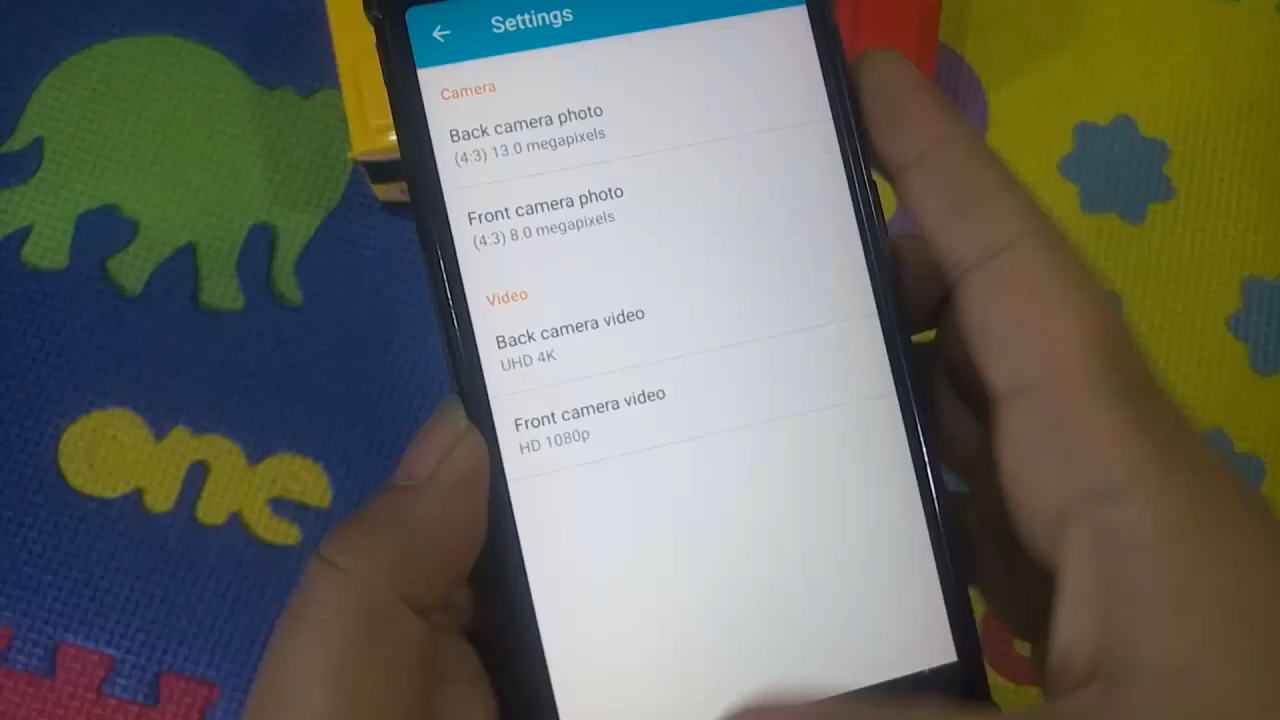 Settings
Camera
Back camera photo
(4:3) 13.0 megapixels
Front camera photo
(4:3) 8.0 megapixels
Video
Back camera video
UHD 4K
Front camera video
HD 1080p
one